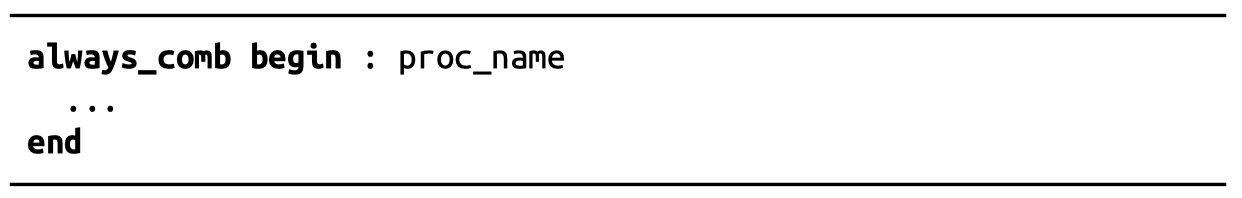 always_comb begin : proc_name
...
end